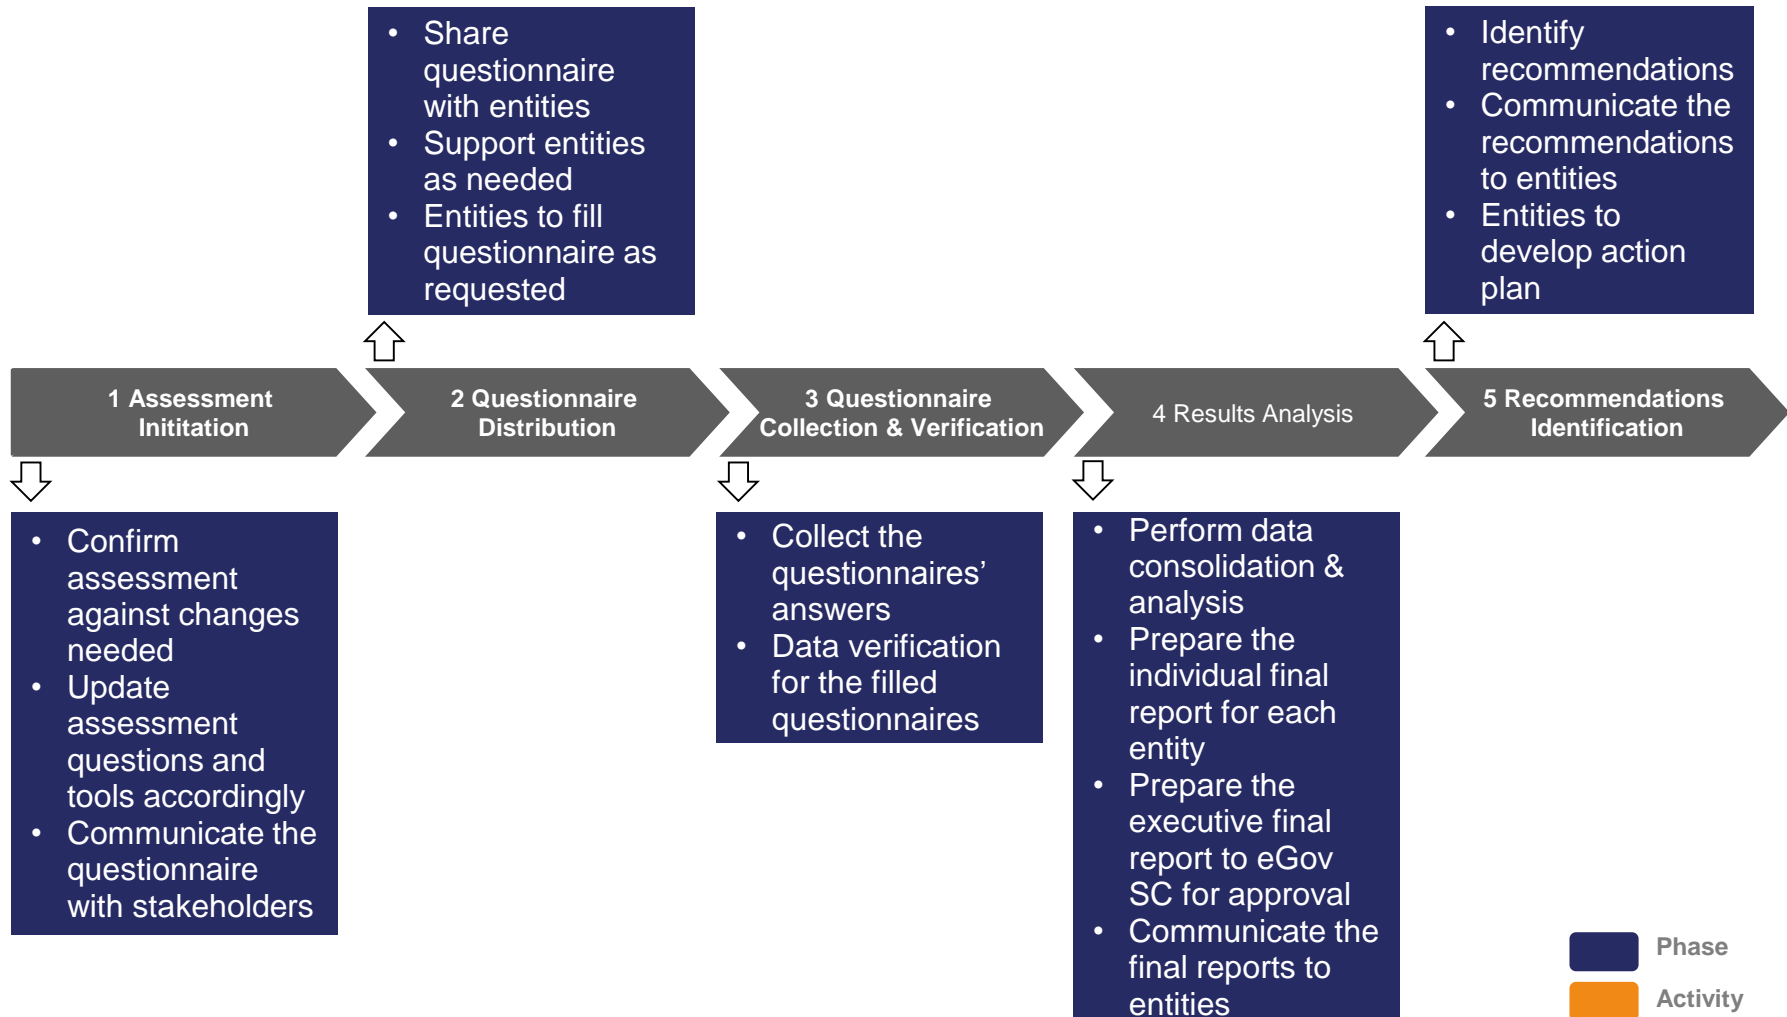 • Share
questionnaire
with entities
• Support entities
as needed
• Entities to fill
questionnaire as
requested
• Identify
recommendations
• Communicate the
recommendations
to entities
• Entities to
develop action
plan
1 Assessment
Inititation
2 Questionnaire
Distribution
3 Questionnaire
Collection & Verification
4 Results Analysis
5 Recommendations
Identification
• Confirm
assessment
against changes
needed
• Update
assessment
questions and
tools accordingly
• Communicate the
questionnaire
with stakeholders
• Collect the
questionnaires’
answers
• Data verification
for the filled
questionnaires
• Perform data
consolidation &
analysis
• Prepare the
individual final
report for each
entity
• Prepare the
executive final
report to eGov
SC for approval
• Communicate the
final reports to
entities
Phase
Activity